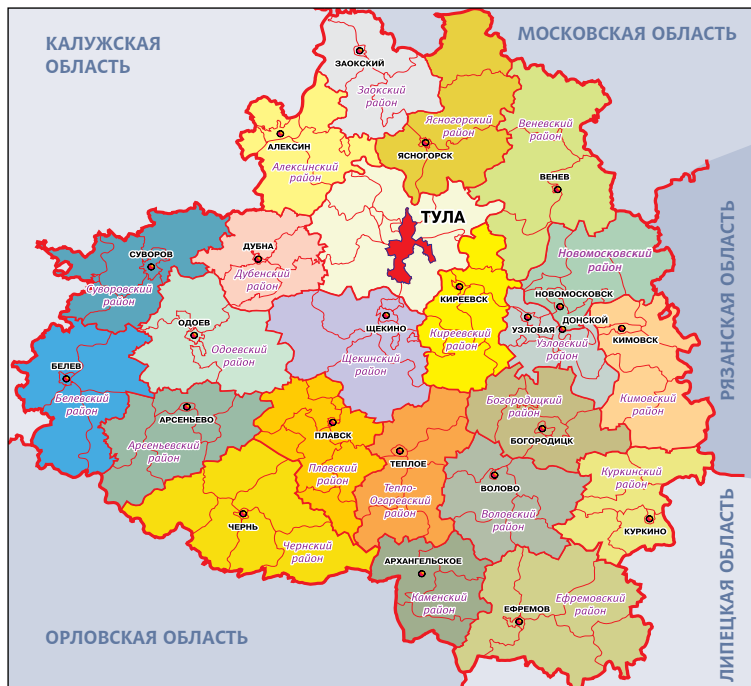 КАЛУЖСКАЯ
ОБЛАСТЬ
МОСКОВСКАЯ ОБЛАСТЬ
ЗАОКСКИЙ
Заокский
район
Ясногорский
район
ЯСНОГОРСК
Веневский
район
ВЕНЕВ
АЛЕКСИН
Алексинский
район
ТУЛА
РЯЗАНСКАЯ ОБЛАСТЬ
СУВОРОВ
Суворовский
район
ДУБНА
Дубенский
район
Новомосковский
район
НОВОМОСКОВСК
ДОНСКОЙ
УЗЛОВАЯ
Узловский
район
КИМОВСК
Кимовский
район
КИРЕЕВСК
Киреевский
район
ЩЕКИНО
Щекинский
район
ОДОЕВ
Одоевский
район
БЕЛЕВ
Белевский
район
АРСЕНЬЕВО
Арсеньевский
район
ПЛАВСК
Плавский
район
ТЕПЛОЕ
Тепло-
Огаревский
район
Богородицкий
район
БОГОРОДИЦК
ВОЛОВО
Воловский
район
Куркинский
район
КУРКИНО
ЧЕРНЬ
Чернский
район
АРХАНГЕЛЬСКОЕ
Каменский
район
ЕФРЕМОВ
Ефремовский
район
ОРЛОВСКАЯ ОБЛАСТЬ
ЛИПЕЦКАЯ ОБЛАСТЬ